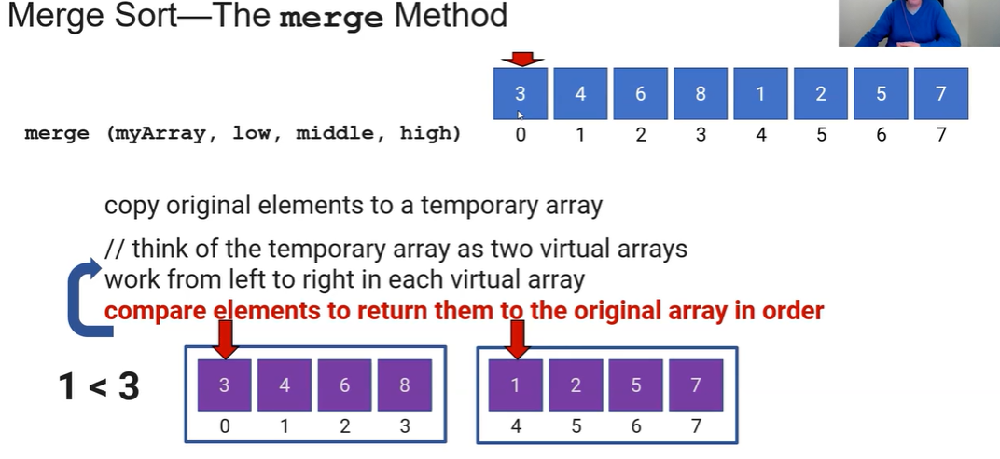 Merge Sort—The merge Method
3 4 6 8 1 2 5 7
merge (myArray, low, middle, high)
0 1 2 3 4 5 6 7
copy original elements to a temporary array
// think of the temporary array as two virtual arrays
work from left to right in each virtual array
compare elements to return them to the original array in order
1 < 3
3 4 6 8 1 2 5 7
0 1 2 3 4 5 6 7